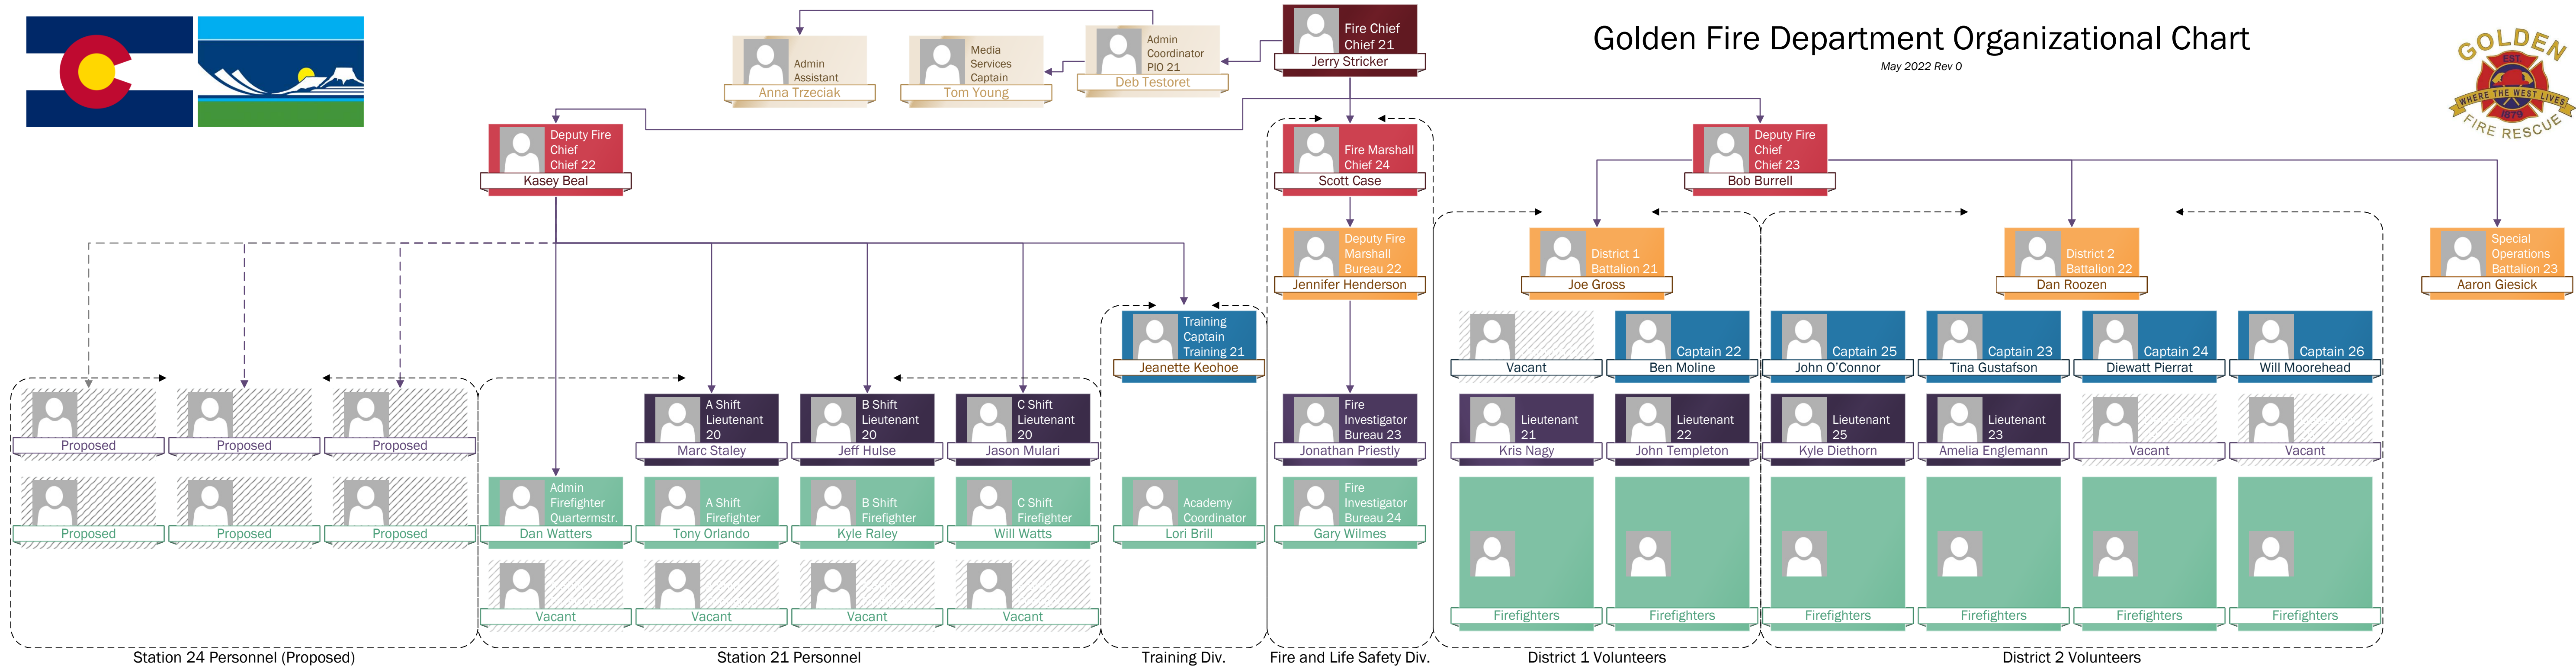 Golden Fire Department Organizational Chart
May 2022 Rev 0
GOLDEN
EST.
WHERE THE WEST LIVES
1879
FIRE RESCUE
Fire Chief
Chief 21
Jerry Stricker
Admin
Coordinator
PIO 21
Deb Testoret
Media
Services
Captain
Tom Young
Admin
Assistant
Anna Trzeciak
Deputy Fire
Chief
Chief 22
Kasey Beal
Fire Marshall
Chief 24
Scott Case
Deputy Fire
Chief
Chief 23
Bob Burrell
Deputy Fire
Marshall
Bureau 22
Jennifer Henderson
District 1
Battalion 21
Joe Gross
District 2
Battalion 22
Dan Roozen
Special
Operations
Battalion 23
Aaron Giesick
Training
Captain
Training 21
Jeanette Keohoe
Vacant
Captain 22
Ben Moline
Captain 25
John O'Connor
Captain 23
Tina Gustafson
Captain 24
Diewatt Pierrat
Captain 26
Will Moorehead
Proposed
Proposed
Proposed
A Shift
Lieutenant
20
Marc Staley
B Shift
Lieutenant
20
Jeff Hulse
C Shift
Lieutenant
20
Jason Mulari
Fire
Investigator
Bureau 23
Jonathan Priestly
Lieutenant
21
Kris Nagy
Lieutenant
22
John Templeton
Lieutenant
25
Kyle Diethorn
Lieutenant
23
Amelia Englemann
Vacant
Vacant
Proposed
Proposed
Proposed
Admin
Firefighter
Quartermstr.
Dan Watters
A Shift
Firefighter
Tony Orlando
B Shift
Firefighter
Kyle Raley
C Shift
Firefighter
Will Watts
Academy
Coordinator
Lori Brill
Fire
Investigator
Bureau 24
Gary Wilmes
Vacant
Vacant
Vacant
Vacant
Firefighters
Firefighters
Firefighters
Firefighters
Firefighters
Firefighters
Station 24 Personnel (Proposed)
Station 21 Personnel
Training Div.
Fire and Life Safety Div.
District 1 Volunteers
District 2 Volunteers